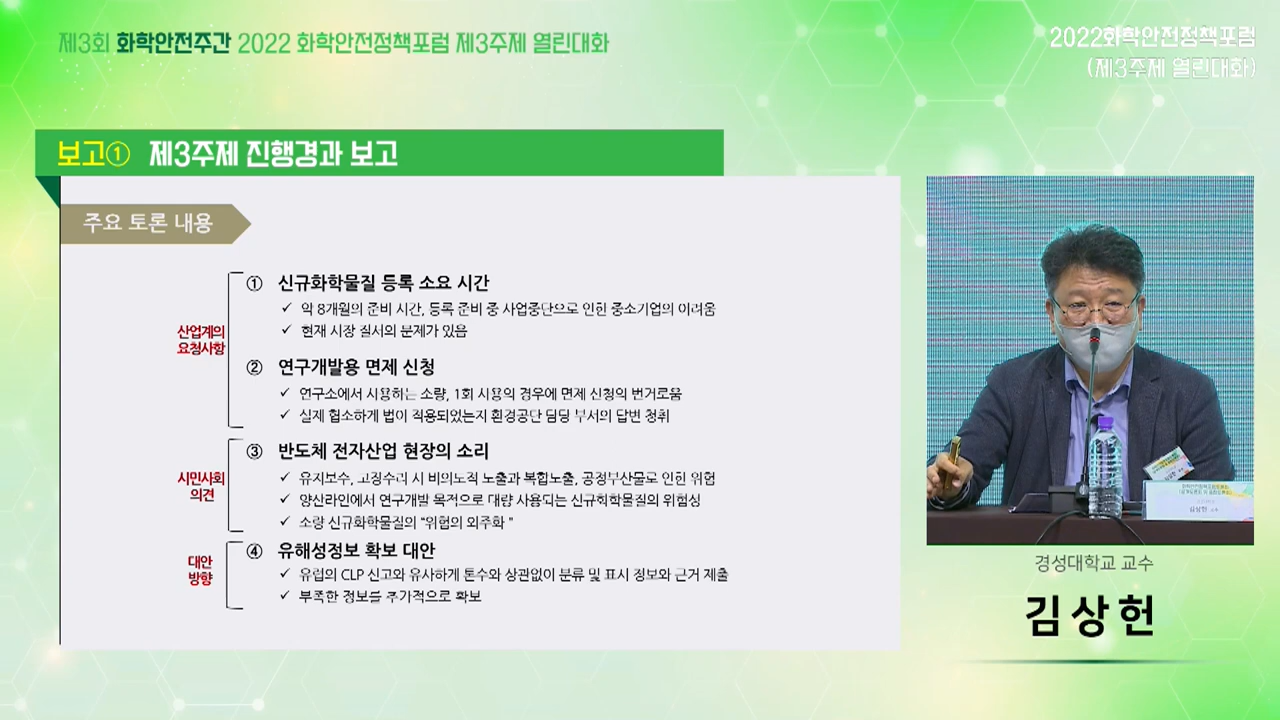 제3회 화학안전주간 2022 화학안전정책포럼 제3주제 열린대화
2022화학안전정책포럼
(제3주제 열린대화)
보고① 제3주제 진행경과 보고
주요 토론 내용
산업계의
요청사항
① 신규화학물질 등록 소요 시간
✓ 약 8개월의 준비 시간, 등록 준비 중 사업중단으로 인한 중소기업의 어려움
✓ 현재 시장 질서의 문제가 있음
② 연구개발용 면제 신청
✓ 연구소에서 사용하는 소량, 1회 사용의 경우에 면제 신청의 번거로움
✓ 실제 협소하게 법이 적용되었는지 환경공단 담당 부서의 답변 청취
시민사회
의견
③ 반도체 전자산업 현장의 소리
✓ 유지보수, 고장수리 시 비의도적 노출과 복합노출, 공정부산물로 인한 위험
✓ 양산라인에서 연구개발 목적으로 대량 사용되는 신규화학물질의 위험성
✓ 소량 신규화학물질의 "위험의 외주화"
대안
방향
④ 유해성정보 확보 대안
✓ 유럽의 CLP 신고와 유사하게 톤수와 상관없이 분류 및 표시 정보와 근거 제출
✓ 부족한 정보를 추가적으로 확보
김상헌
경성대학교 교수
김상헌